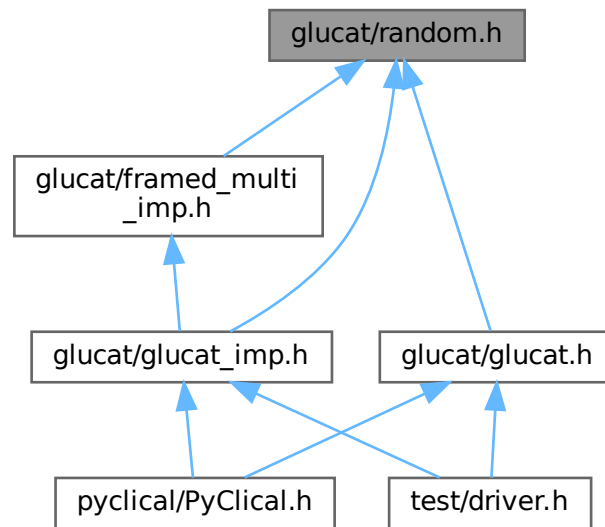 glucat/random.h
glucat/framed_multi
_imp.h
glucat/glucat_imp.h
glucat/glucat.h
pyclical/PyClical.h
test/driver.h